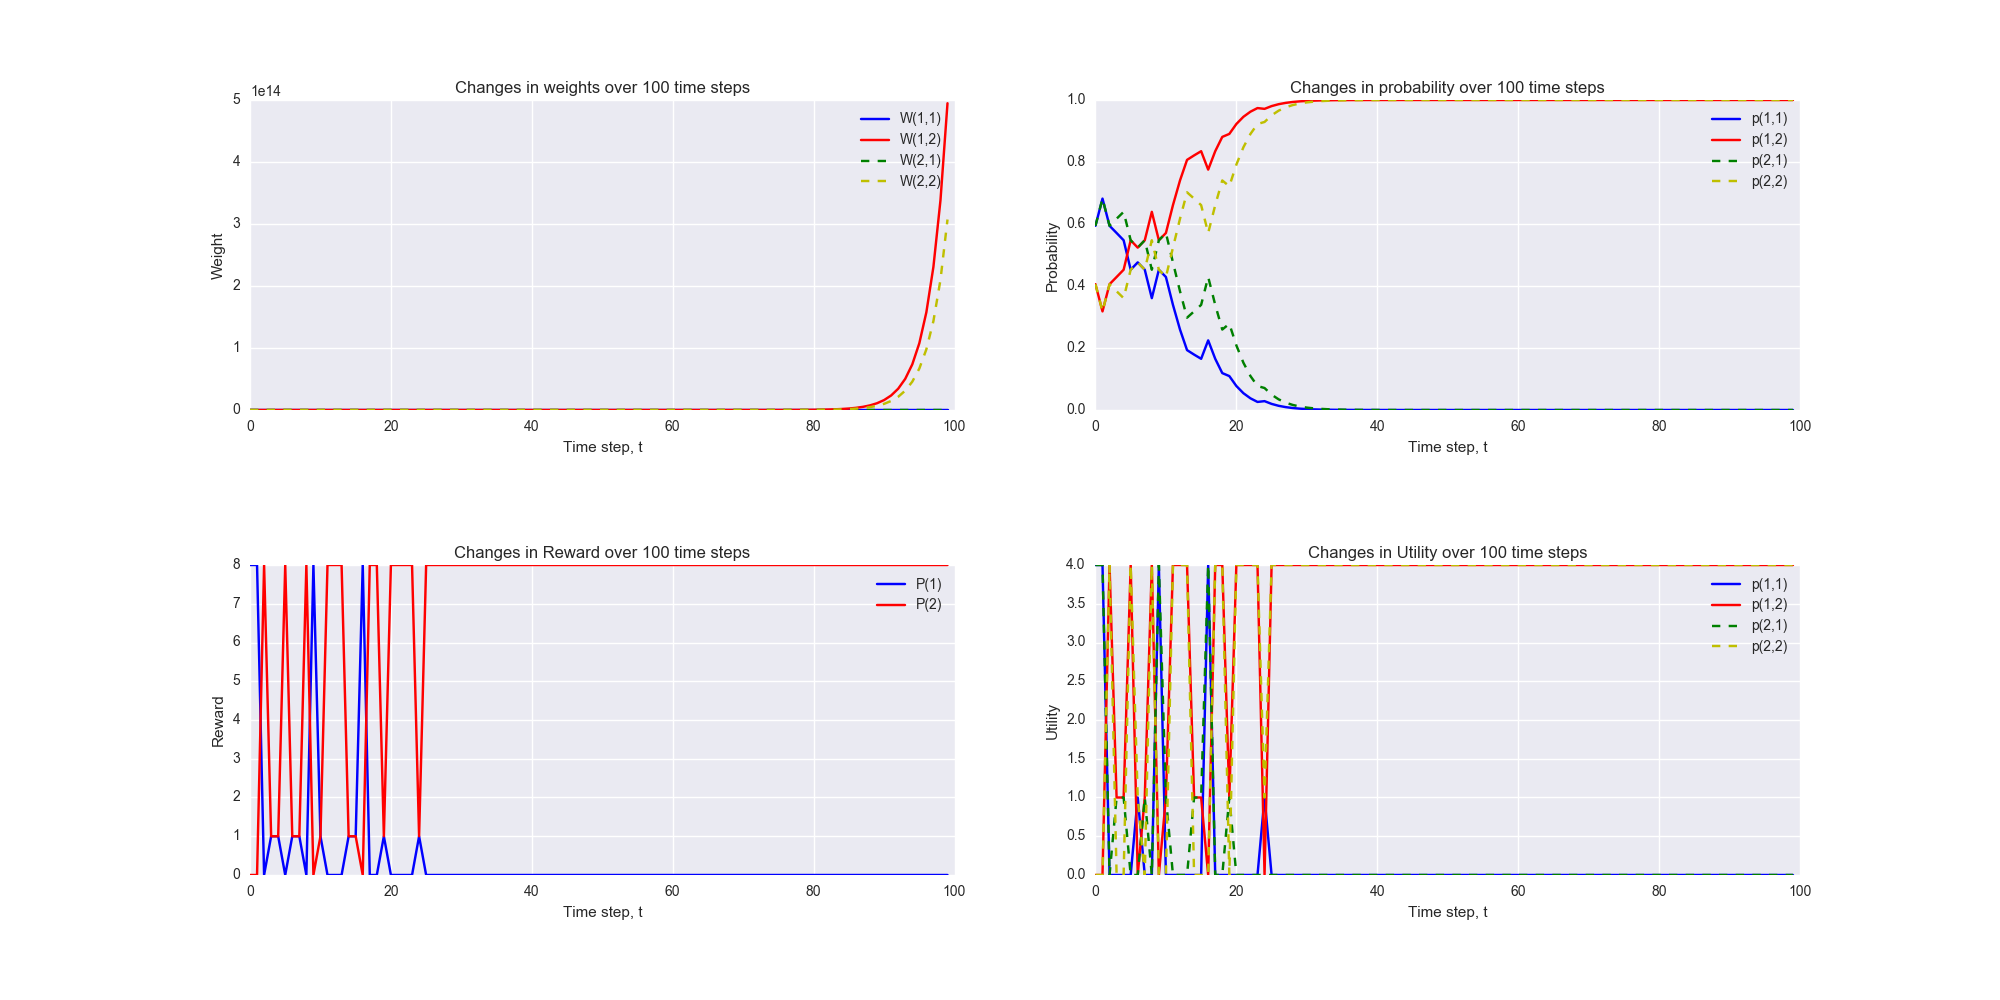 Changes in weights over 100 time steps
1e14
5
4
3
2
1
0
Weight
W(1,1)
W(1,2)
W(2,1)
W(2,2)
0 20 40 60 80 100
Time step, t
Changes in probability over 100 time steps
1.0
0.8
0.6
0.4
0.2
0.0
Probability
p(1,1)
p(1,2)
p(2,1)
p(2,2)
0 20 40 60 80 100
Time step, t
Changes in Reward over 100 time steps
8
7
6
5
4
3
2
1
0
Reward
P(1)
P(2)
0 20 40 60 80 100
Time step, t
Changes in Utility over 100 time steps
4.0
3.5
3.0
2.5
2.0
1.5
1.0
0.5
0.0
Utility
p(1,1)
p(1,2)
p(2,1)
p(2,2)
0 20 40 60 80 100
Time step, t